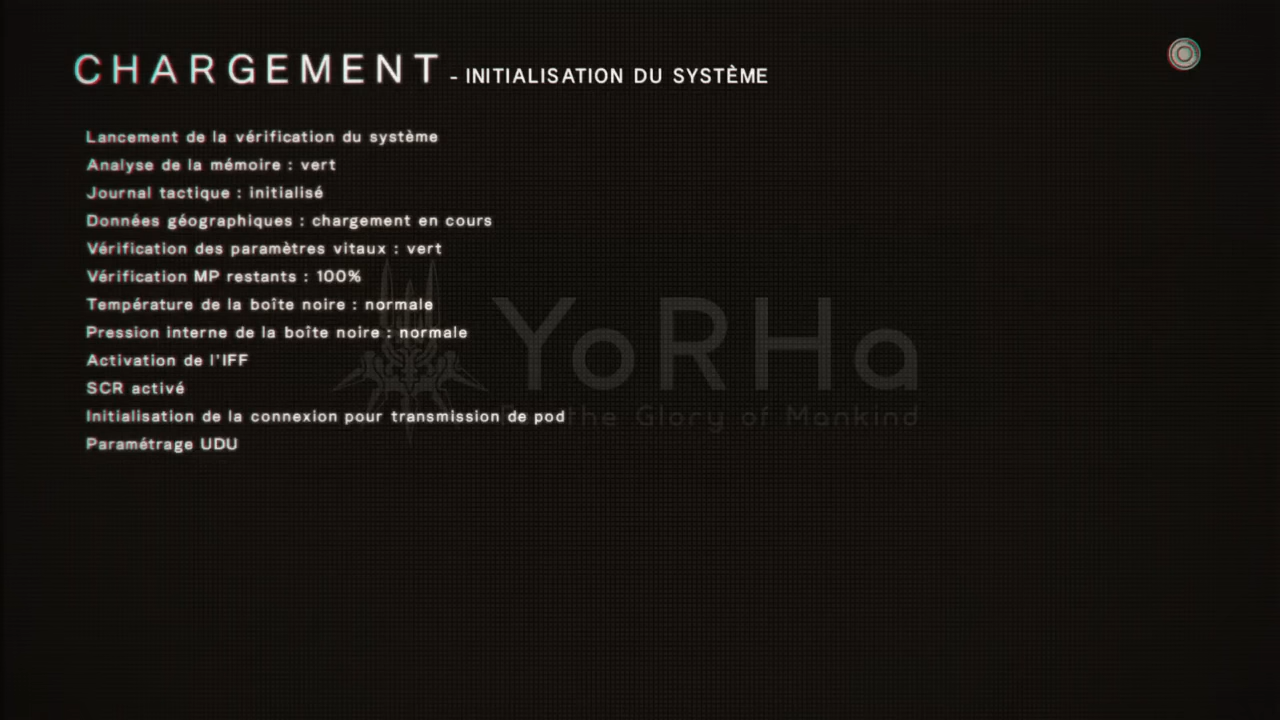 CHARGEMENT - INITIALISATION DU SYSTÈME
Lancement de la vérification du système
Analyse de la mémoire : vert
Journal tactique : initialisé
Données géographiques : chargement en cours
Vérification des paramètres vitaux : vert
Vérification MP restants : 100%
Température de la boîte noire : normale
Pression interne de la boîte noire : normale
Activation de l'IFF
SCR activé
Initialisation de la connexion pour transmission de pod
Paramétrage UDU
YoRHa
The Glory of Mankind